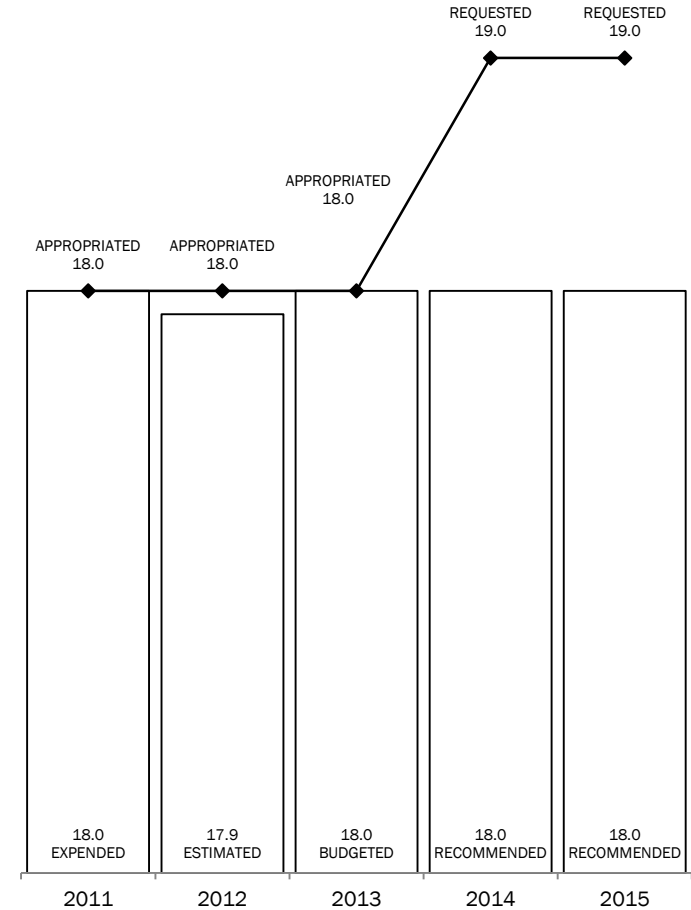 REQUESTED
19.0
REQUESTED
19.0
APPROPRIATED
18.0
APPROPRIATED
18.0
APPROPRIATED
18.0
18.0
EXPENDED
17.9
ESTIMATED
18.0
BUDGETED
18.0
RECOMMENDED
18.0
RECOMMENDED
2011
2012
2013
2014
2015